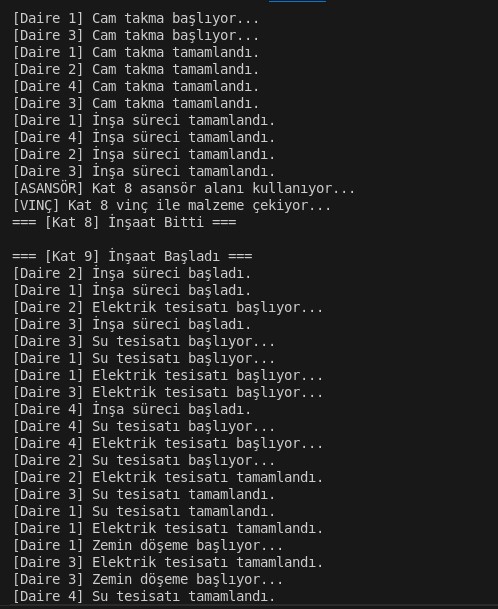 [Daire 1] Cam takma başlıyor...
[Daire 3] Cam takma başlıyor...
[Daire 1] Cam takma tamamlandı.
[Daire 2] Cam takma tamamlandı.
[Daire 4] Cam takma tamamlandı.
[Daire 3] Cam takma tamamlandı.
[Daire 1] İnşa süreci tamamlandı.
[Daire 4] İnşa süreci tamamlandı.
[Daire 2] İnşa süreci tamamlandı.
[Daire 3] İnşa süreci tamamlandı.
[ASANSÖR] Kat 8 asansör alanı kullanıyor...
[VINÇ] Kat 8 vinç ile malzeme çekiyor...
=== [Kat 8] İnşaat Bitti ===

=== [Kat 9] İnşaat Başladı ===
[Daire 2] İnşa süreci başladı.
[Daire 1] İnşa süreci başladı.
[Daire 2] Elektrik tesisatı başlıyor...
[Daire 3] İnşa süreci başladı.
[Daire 3] Su tesisatı başlıyor...
[Daire 1] Su tesisatı başlıyor...
[Daire 1] Elektrik tesisatı başlıyor...
[Daire 3] Elektrik tesisatı başlıyor...
[Daire 4] İnşa süreci başladı.
[Daire 4] Su tesisatı başlıyor...
[Daire 4] Elektrik tesisatı başlıyor...
[Daire 2] Su tesisatı başlıyor...
[Daire 2] Elektrik tesisatı tamamlandı.
[Daire 3] Su tesisatı tamamlandı.
[Daire 1] Su tesisatı tamamlandı.
[Daire 1] Elektrik tesisatı tamamlandı.
[Daire 1] Zemin döşeme başlıyor...
[Daire 3] Elektrik tesisatı tamamlandı.
[Daire 3] Zemin döşeme başlıyor...
[Daire 4] Su tesisatı tamamlandı.